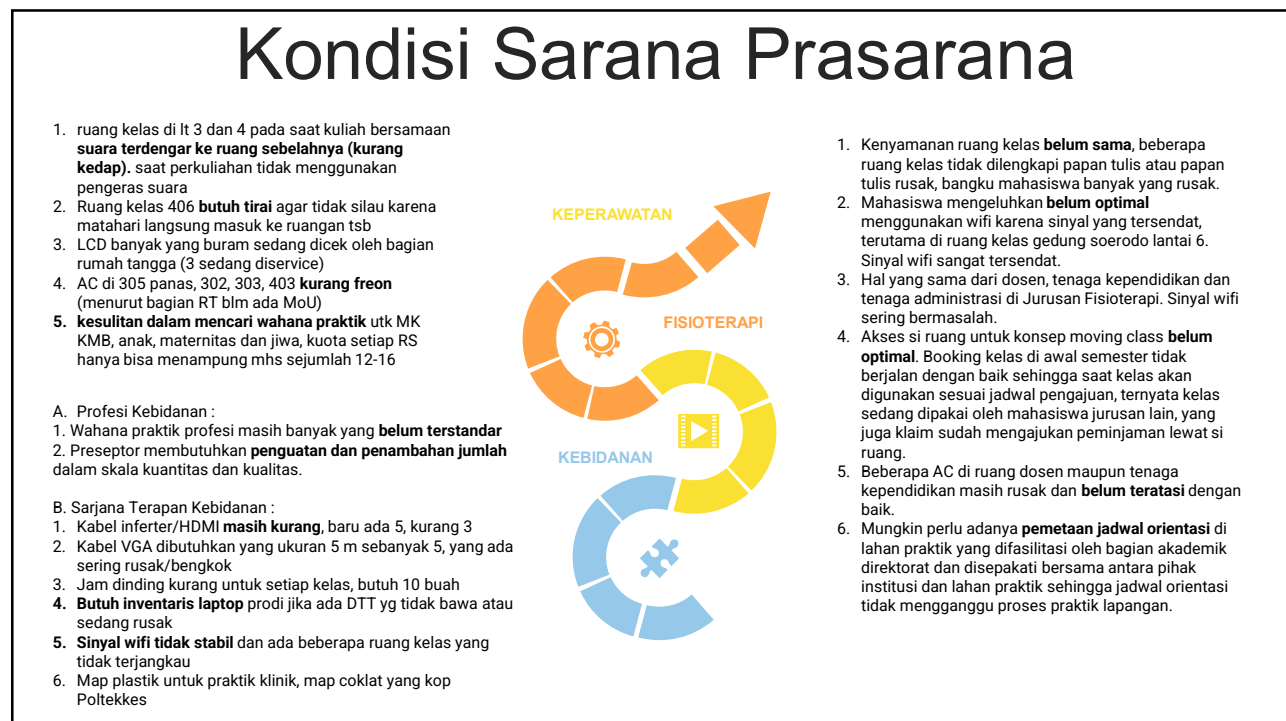 Kondisi Sarana Prasarana
1. ruang kelas di lt 3 dan 4 pada saat kuliah bersamaan
suara terdengar ke ruang sebelahnya (kurang
kedap). saat perkuliahan tidak menggunakan
pengeras suara
2. Ruang kelas 406 butuh tirai agar tidak silau karena
matahari langsung masuk ke ruangan tsb
3. LCD banyak yang buram sedang dicek oleh bagian
rumah tangga (3 sedang diservice)
4. AC di 305 panas, 302, 303, 403 kurang freon
(menurut bagian RT blm ada MoU)
5. kesulitan dalam mencari wahana praktik utk MK
KMB, anak, maternitas dan jiwa, kuota setiap RS
hanya bisa menampung mhs sejumlah 12-16
A. Profesi Kebidanan :
1. Wahana praktik profesi masih banyak yang belum terstandar
2. Preseptor membutuhkan penguatan dan penambahan jumlah
dalam skala kuantitas dan kualitas.
B. Sarjana Terapan Kebidanan :
1. Kabel inferter/HDMI masih kurang, baru ada 5, kurang 3
2. Kabel VGA dibutuhkan yang ukuran 5 m sebanyak 5, yang ada
sering rusak/bengkok
3. Jam dinding kurang untuk setiap kelas, butuh 10 buah
4. Butuh inventaris laptop prodi jika ada DTT yg tidak bawa atau
sedang rusak
5. Sinyal wifi tidak stabil dan ada beberapa ruang kelas yang
tidak terjangkau
6. Map plastik untuk praktik klinik, map coklat yang kop
Poltekkes
KEPERAWATAN
FISIOTERAPI
KEBIDANAN
1. Kenyamanan ruang kelas belum sama, beberapa
ruang kelas tidak dilengkapi papan tulis atau papan
tulis rusak, bangku mahasiswa banyak yang rusak.
2. Mahasiswa mengeluhkan belum optimal
menggunakan wifi karena sinyal yang tersendat,
terutama di ruang kelas gedung soerodo lantai 6.
Sinyal wifi sangat tersendat.
3. Hal yang sama dari dosen, tenaga kependidikan dan
tenaga administrasi di Jurusan Fisioterapi. Sinyal wifi
sering bermasalah.
4. Akses si ruang untuk konsep moving class belum
optimal. Booking kelas di awal semester tidak
berjalan dengan baik sehingga saat kelas akan
digunakan sesuai jadwal pengajuan, ternyata kelas
sedang dipakai oleh mahasiswa jurusan lain, yang
juga klaim sudah mengajukan peminjaman lewat si
ruang.
5. Beberapa AC di ruang dosen maupun tenaga
kependidikan masih rusak dan belum teratasi dengan
baik.
6. Mungkin perlu adanya pemetaan jadwal orientasi di
lahan praktik yang difasilitasi oleh bagian akademik
direktorat dan disepakati bersama antara pihak
institusi dan lahan praktik sehingga jadwal orientasi
tidak mengganggu proses praktik lapangan.